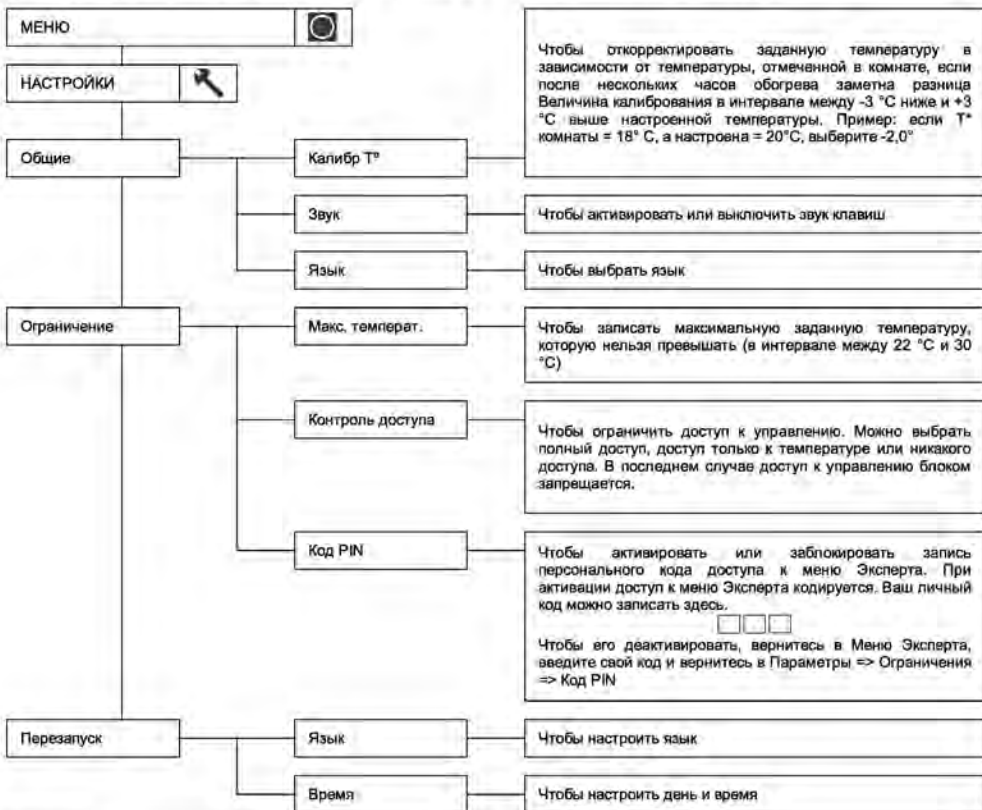 МЕНЮ
НАСТРОЙКИ
Общие
Калибр Tº
Чтобы откорректировать заданную температуру в
зависимости от температуры, отмеченной в комнате, если
после нескольких часов обогрева заметна разница
Величина калибрования в интервале между -3 °C ниже и +3
°C выше настроенной температуры. Пример: если T°
комнаты = 18° C, а настроена = 20°C, выберите -2,0°
Звук
Чтобы активировать или выключить звук клавиш
Язык
Чтобы выбрать язык
Ограничение
Макс. температ.
Чтобы записать максимальную заданную температуру,
которую нельзя превышать (в интервале между 22 °C и 30
°C)
Контроль доступа
Чтобы ограничить доступ к управлению. Можно выбрать
полный доступ, доступ только к температуре или никакого
доступа. В последнем случае доступ к управлению блоком
запрещается.
Код PIN
Чтобы активировать или заблокировать запись
персонального кода доступа к меню Эксперта. При
активации доступ к меню Эксперта кодируется. Ваш личный
код можно записать здесь.
Чтобы его деактивировать, вернитесь в Меню Эксперта,
введите свой код и вернитесь в Параметры => Ограничения
=> Код PIN
Перезапуск
Язык
Чтобы настроить язык
Время
Чтобы настроить день и время